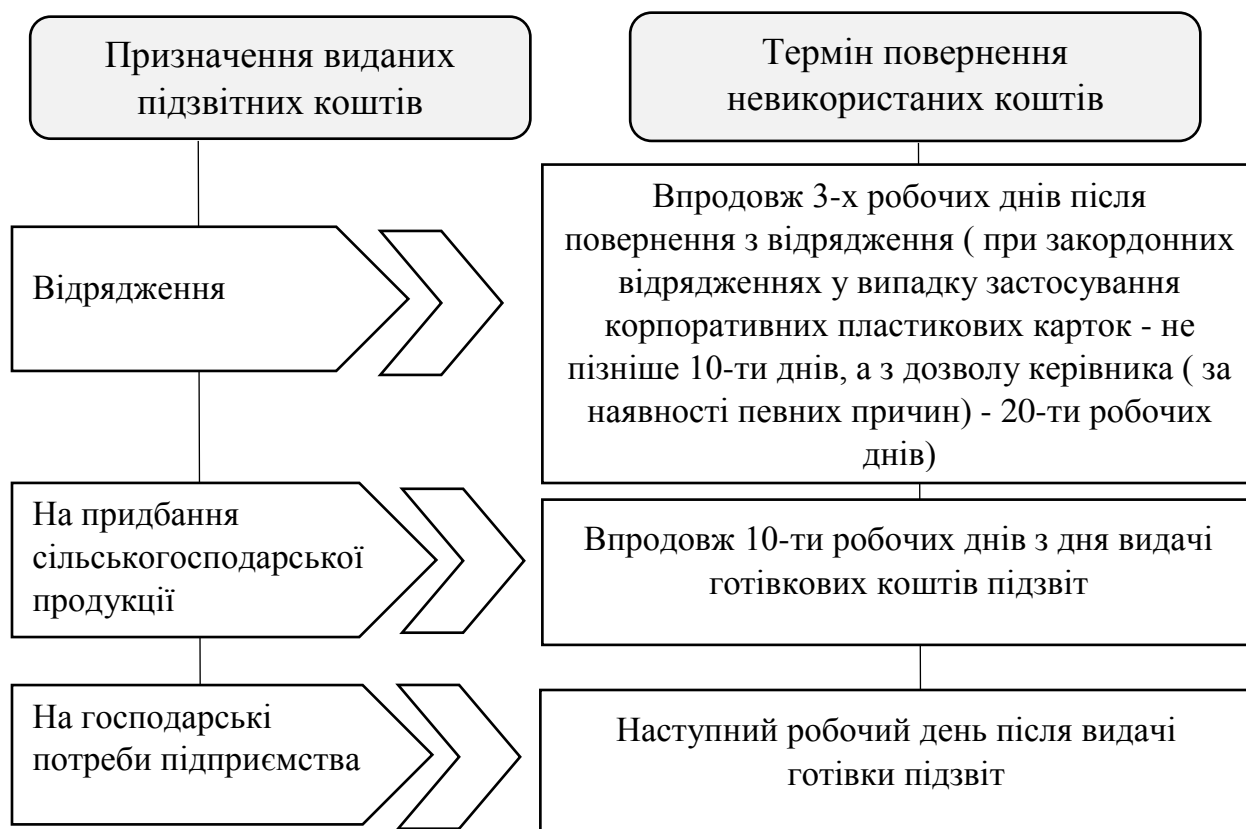 Призначення виданих
підзвітних коштів
Термін повернення
невикористаних коштів
Відрядження
Впродовж 3-х робочих днів після
повернення з відрядження ( при закордонних
відрядженнях у випадку застосування
корпоративних пластикових карток - не
пізніше 10-ти днів, а з дозволу керівника ( за
наявності певних причин) - 20-ти робочих
днів)
На придбання
сільськогосподарської
продукції
Впродовж 10-ти робочих днів з дня видачі
готівкових коштів підзвіт
На господарські
потреби підприємства
Наступний робочий день після видачі
готівки підзвіт